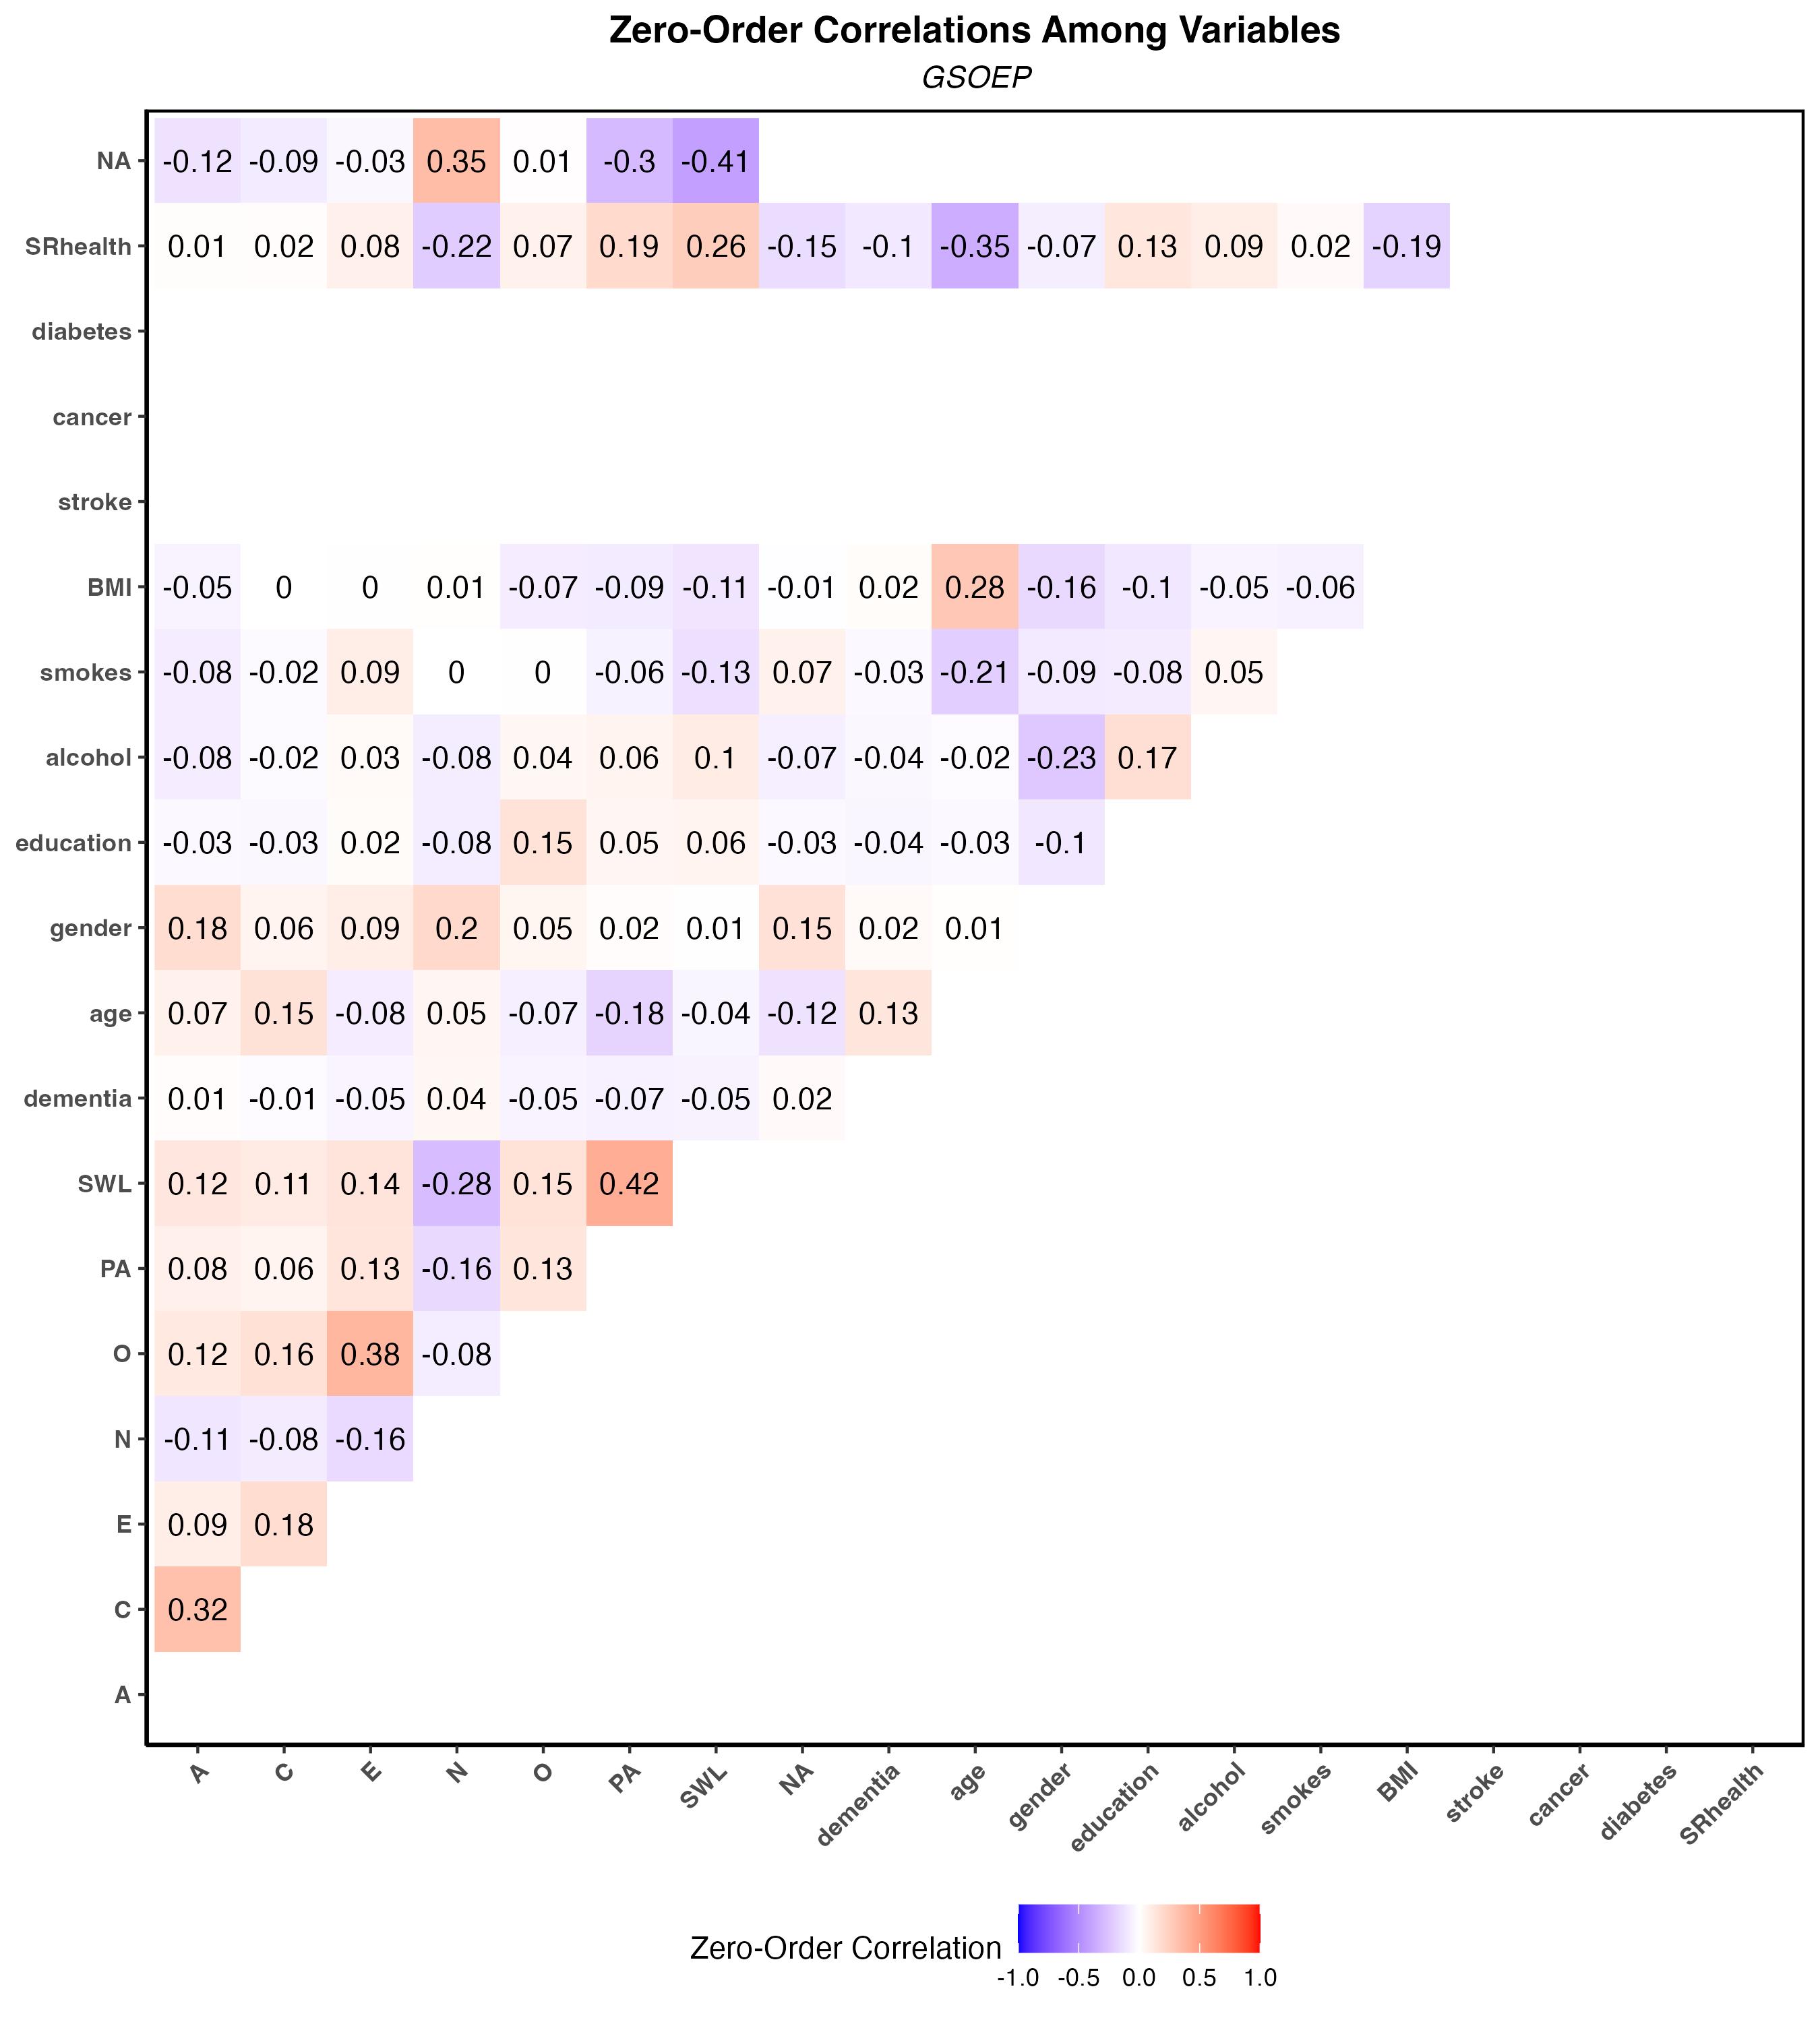 Zero-Order Correlations Among Variables
GSOEP
NA -0.12 -0.09 -0.03 0.35 0.01 -0.3 -0.41
SRhealth 0.01 0.02 0.08 -0.22 0.07 0.19 0.26 -0.15 -0.1 -0.35 -0.07 0.13 0.09 0.02 -0.19
diabetes
cancer
stroke
BMI -0.05 0 0 0.01 -0.07 -0.09 -0.11 -0.01 0.02 0.28 -0.16 -0.1 -0.05 -0.06
smokes -0.08 -0.02 0.09 0 0 -0.06 -0.13 0.07 -0.03 -0.21 -0.09 -0.08 0.05
alcohol -0.08 -0.02 0.03 -0.08 0.04 0.06 0.1 -0.07 -0.04 -0.02 -0.23 0.17
education -0.03 -0.03 0.02 -0.08 0.15 0.05 0.06 -0.03 -0.04 -0.03 -0.1
gender 0.18 0.06 0.09 0.2 0.05 0.02 0.01 0.15 0.02 0.01
age 0.07 0.15 -0.08 0.05 -0.07 -0.18 -0.04 -0.12 0.13
dementia 0.01 -0.01 -0.05 0.04 -0.05 -0.07 -0.05 0.02
SWL 0.12 0.11 0.14 -0.28 0.15 0.42
PA 0.08 0.06 0.13 -0.16 0.13
O 0.12 0.16 0.38 -0.08
N -0.11 -0.08 -0.16
E 0.09 0.18
C 0.32
A
A C E N O PA SWL NA dementia age gender education alcohol smokes BMI stroke cancer diabetes SRhealth
Zero-Order Correlation
-1.0 -0.5 0.0 0.5 1.0